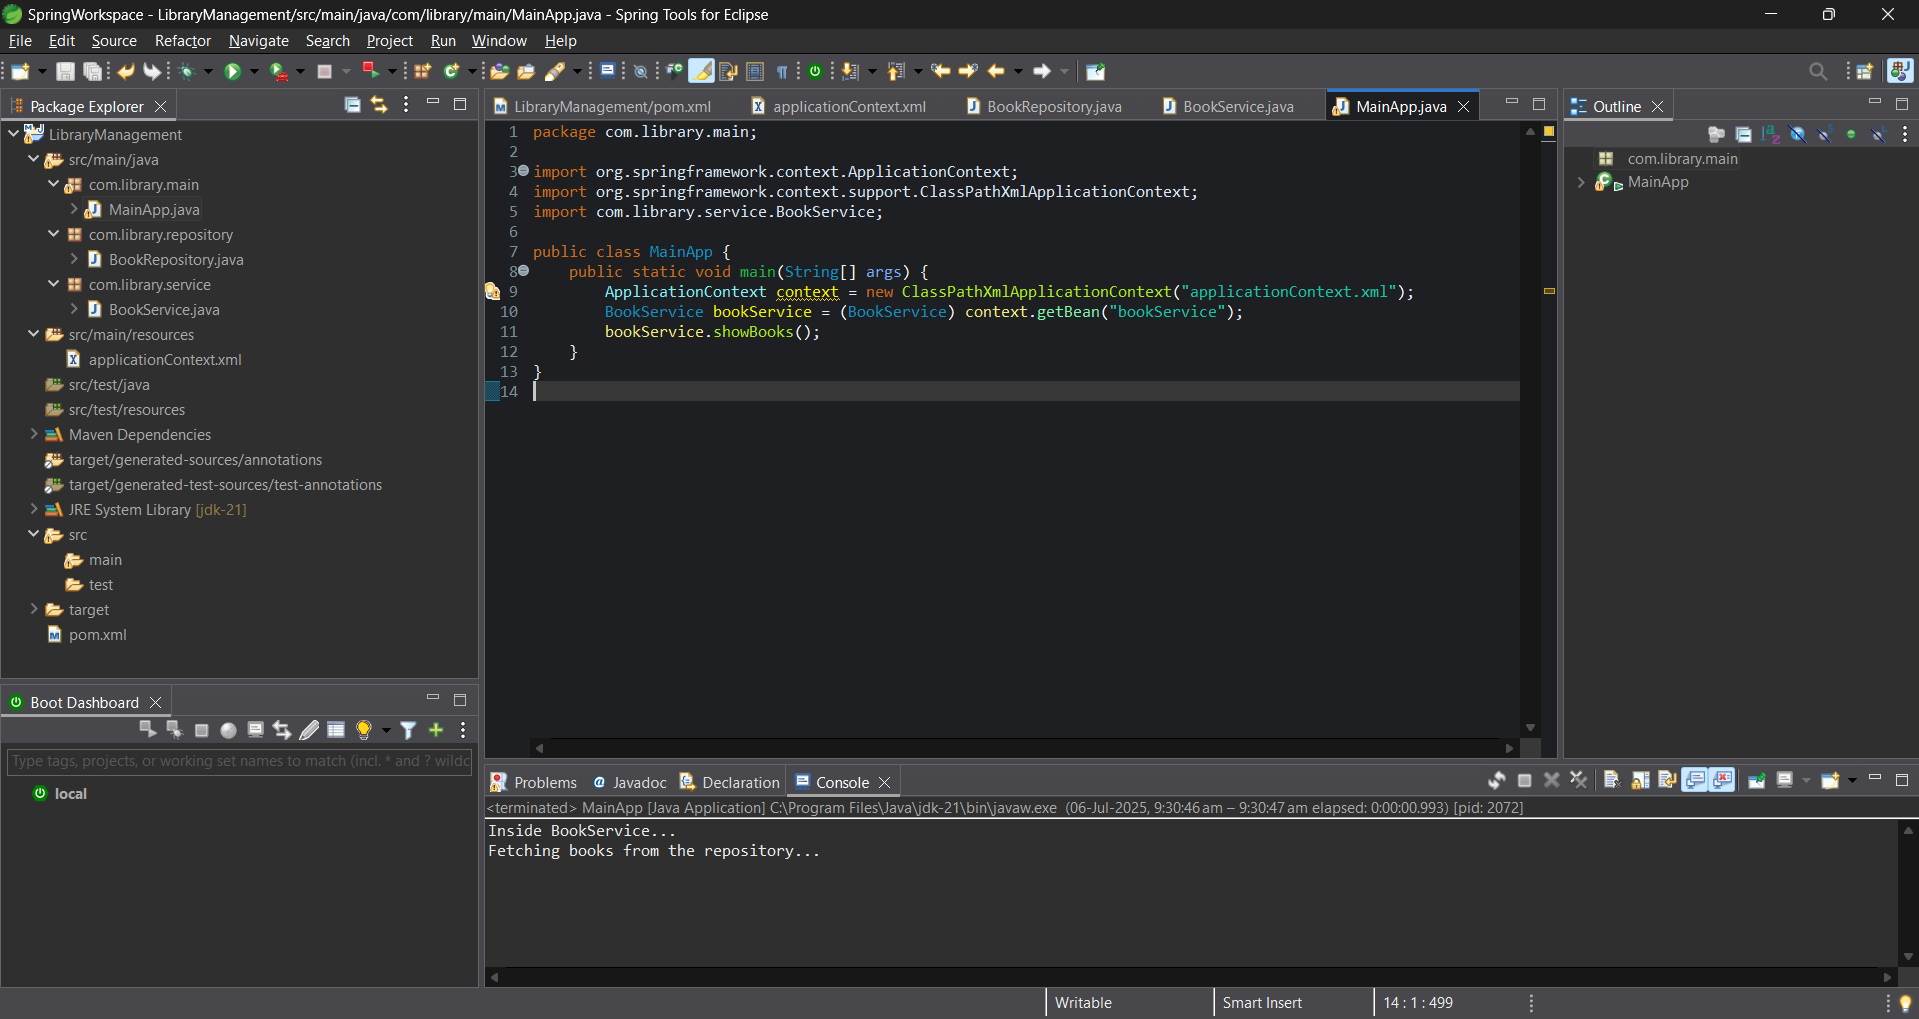 SpringWorkspace - LibraryManagement/src/main/java/com/library/main/MainApp.java - Spring Tools for Eclipse
File Edit Source Refactor Navigate Search Project Run Window Help
Package Explorer
LibraryManagement
src/main/java
com.library.main
MainApp.java
com.library.repository
BookRepository.java
com.library.service
BookService.java
src/main/resources
applicationContext.xml
src/test/java
src/test/resources
Maven Dependencies
target/generated-sources/annotations
target/generated-test-sources/test-annotations
JRE System Library [jdk-21]
src
main
test
target
pom.xml
Boot Dashboard
Type tags, projects, or working set names to match (incl. * and ? wildc
local
LibraryManagement/pom.xml applicationContext.xml BookRepository.java BookService.java MainApp.java
1 package com.library.main;
2
3 import org.springframework.context.ApplicationContext;
4 import org.springframework.context.support.ClassPathXmlApplicationContext;
5 import com.library.service.BookService;
6
7 public class MainApp {
8 public static void main(String[] args) {
9 ApplicationContext context = new ClassPathXmlApplicationContext("applicationContext.xml");
10 BookService bookService = (BookService) context.getBean("bookService");
11 bookService.showBooks();
12 }
13 }
14
Outline
com.library.main
MainApp
Problems Javadoc Declaration Console
<terminated> MainApp [Java Application] C:\Program Files\Java\jdk-21\bin\javaw.exe (06-Jul-2025, 9:30:46 am – 9:30:47 am elapsed: 0:00:00.993) [pid: 2072]
Inside BookService...
Fetching books from the repository...
Writable Smart Insert 14 : 1 : 499